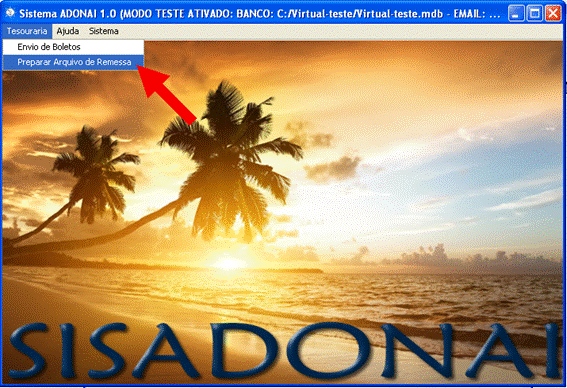 Sistema ADONAI 1.0 (MODO TESTE ATIVADO: BANCO: C:/Virtual-teste/Virtual-teste.mdb - EMAIL: ...
Tesouraria Ajuda Sistema
Envio de Boletos
Preparar Arquivo de Remessa
SISADONAI